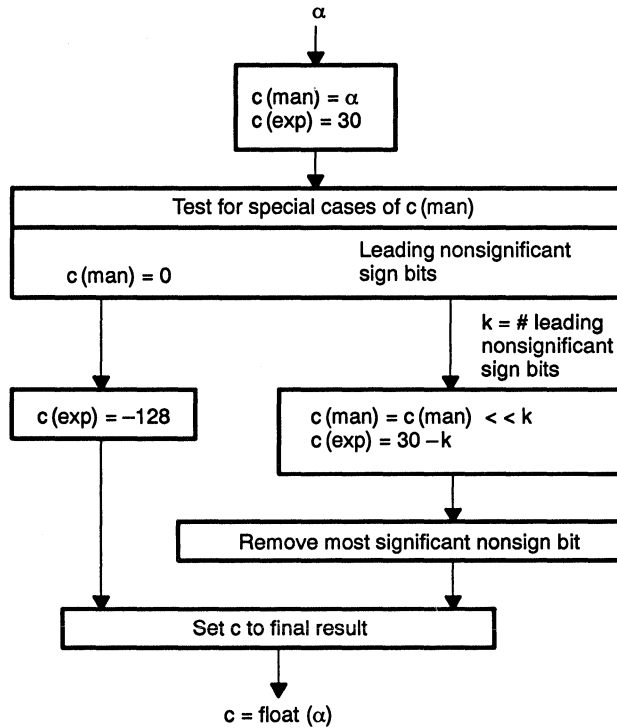 α
c (man) = α
c (exp) = 30
Test for special cases of c (man)
c (man) = 0
Leading nonsignificant
sign bits
k = # leading
nonsignificant
sign bits
c (exp) = –128
c (man) = c (man) << k
c (exp) = 30 – k
Remove most significant nonsign bit
Set c to final result
c = float (α)